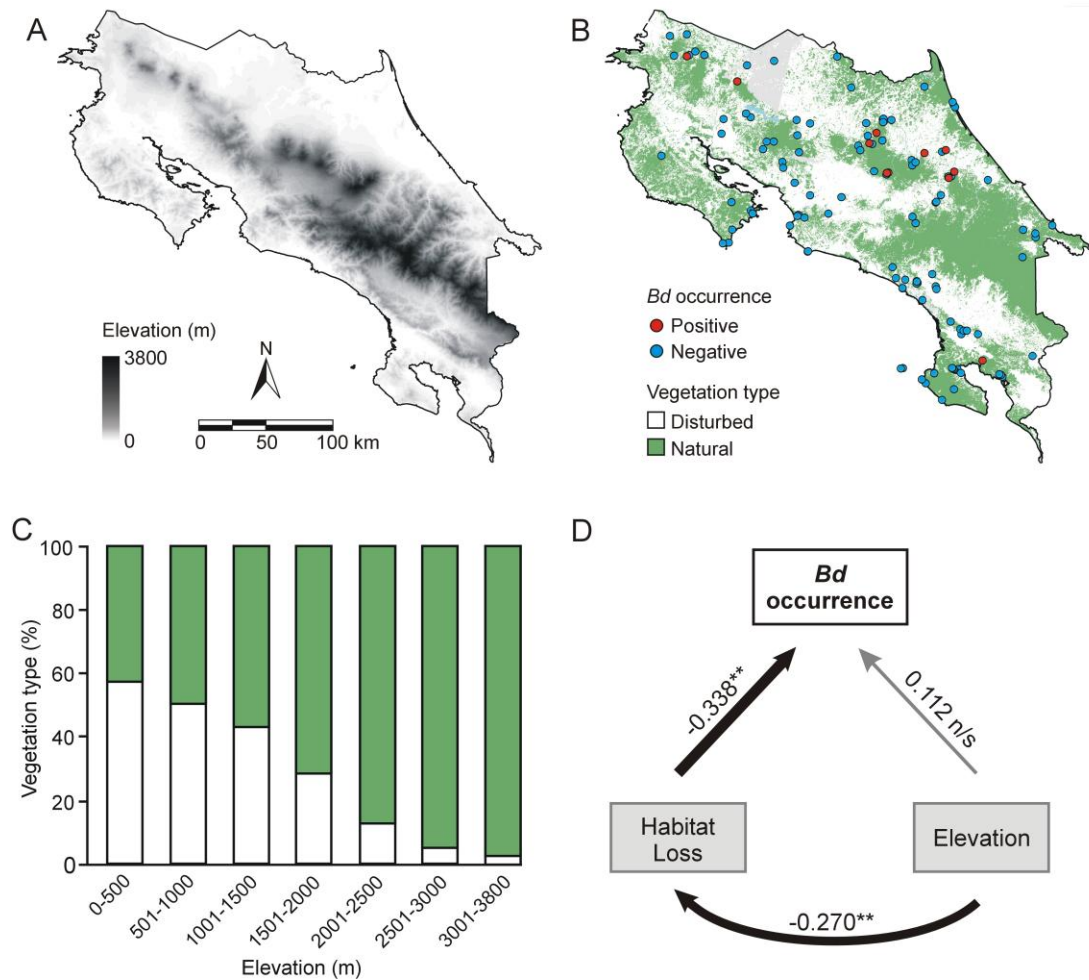 A
Elevation (m)
3800
0
N
0 50 100 km
B
Bd occurrence
Positive
Negative
Vegetation type
Disturbed
Natural
C
Vegetation type (%)
100
80
60
40
20
0
0-500
501-1000
1001-1500
1501-2000
2001-2500
2501-3000
3001-3800
Elevation (m)
D
Bd
occurrence
-0.338**
0.112 n/s
Habitat
Loss
Elevation
-0.270**